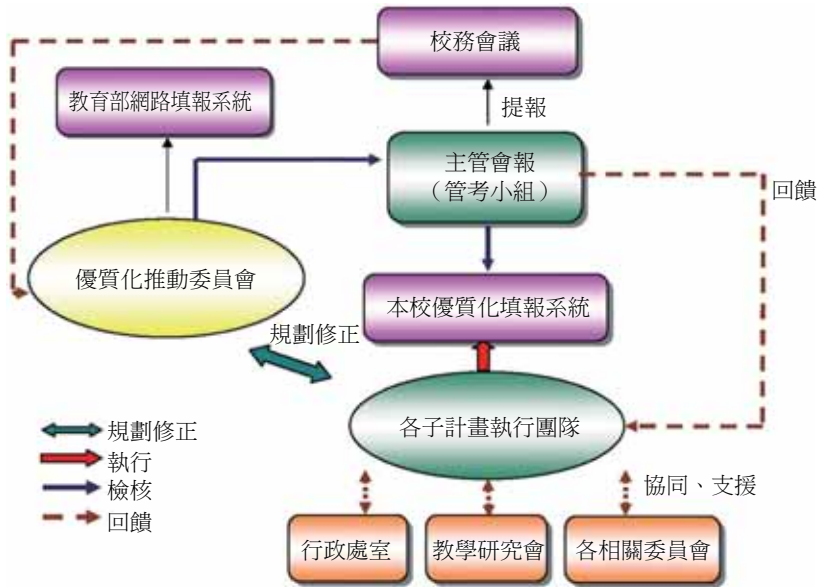 校務會議
教育部網路填報系統
提報
主管會報
（管考小組）
回饋
優質化推動委員會
本校優質化填報系統
規劃修正
各子計畫執行團隊
規劃修正
執行
檢核
回饋
協同、支援
行政處室
教學研究會
各相關委員會